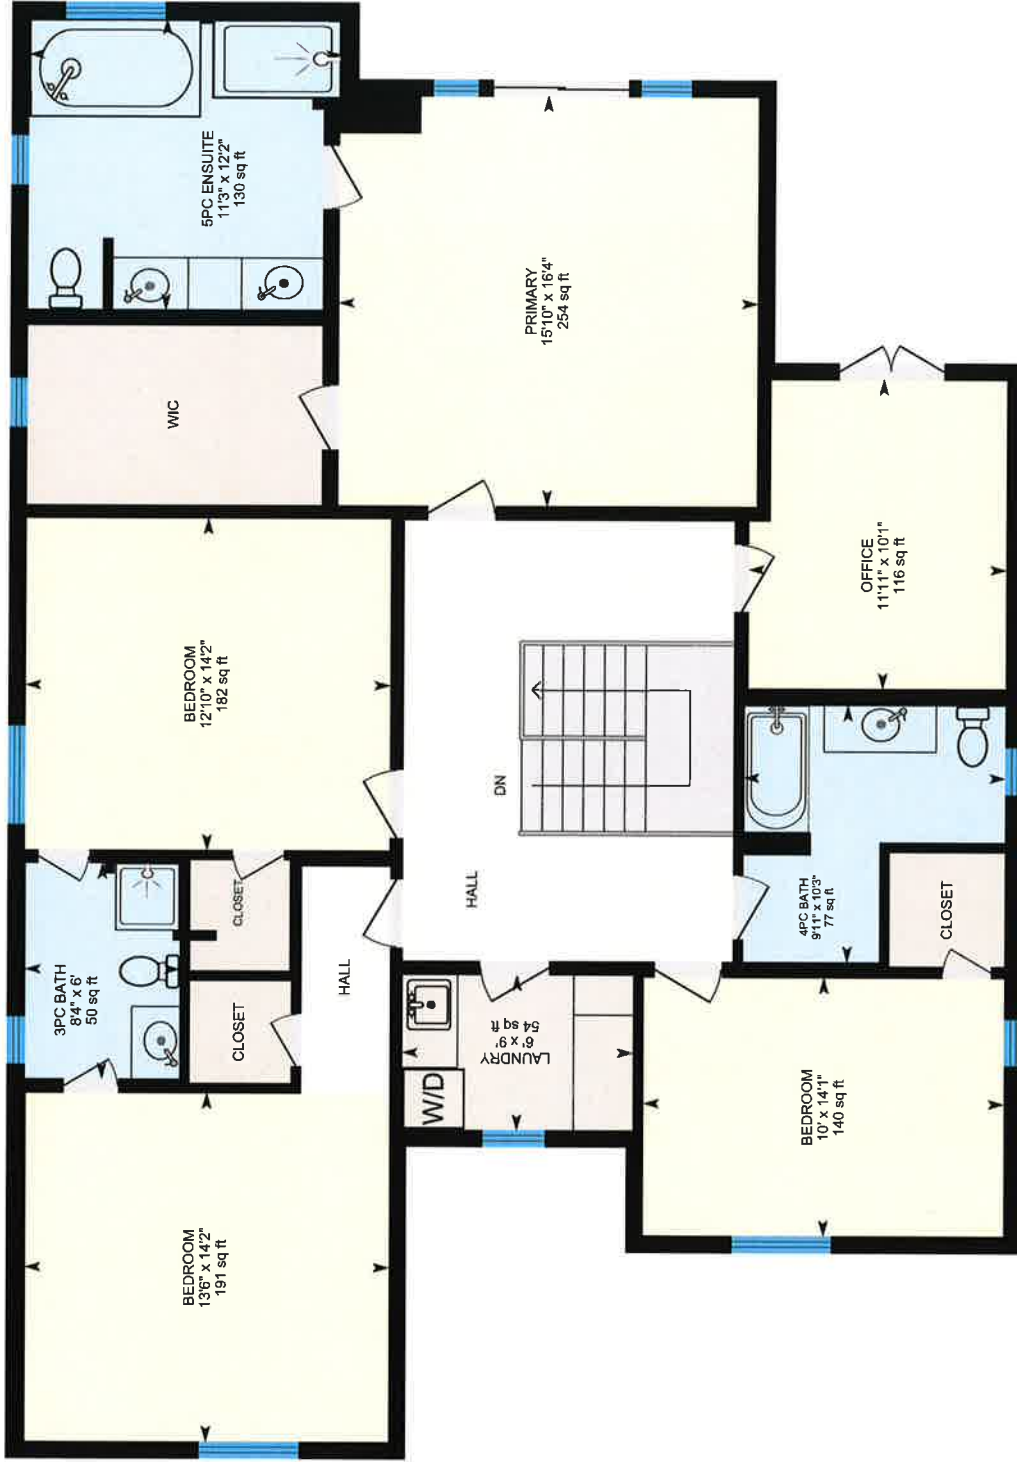 5PC ENSUITE
11'3" x 12'2"
130 sq ft
WIC
PRIMARY
15'10" x 16'4"
254 sq ft
BEDROOM
12'10" x 14'2"
182 sq ft
OFFICE
11'11" x 10'1"
116 sq ft
DN
HALL
3PC BATH
8'4" x 6'
50 sq ft
CLOSET
CLOSET
HALL
4PC BATH
9'11" x 10'3"
77 sq ft
CLOSET
W/D
LAUNDRY
6' x 9'
54 sq ft
BEDROOM
10' x 14'1"
140 sq ft
BEDROOM
13'6" x 14'2"
191 sq ft